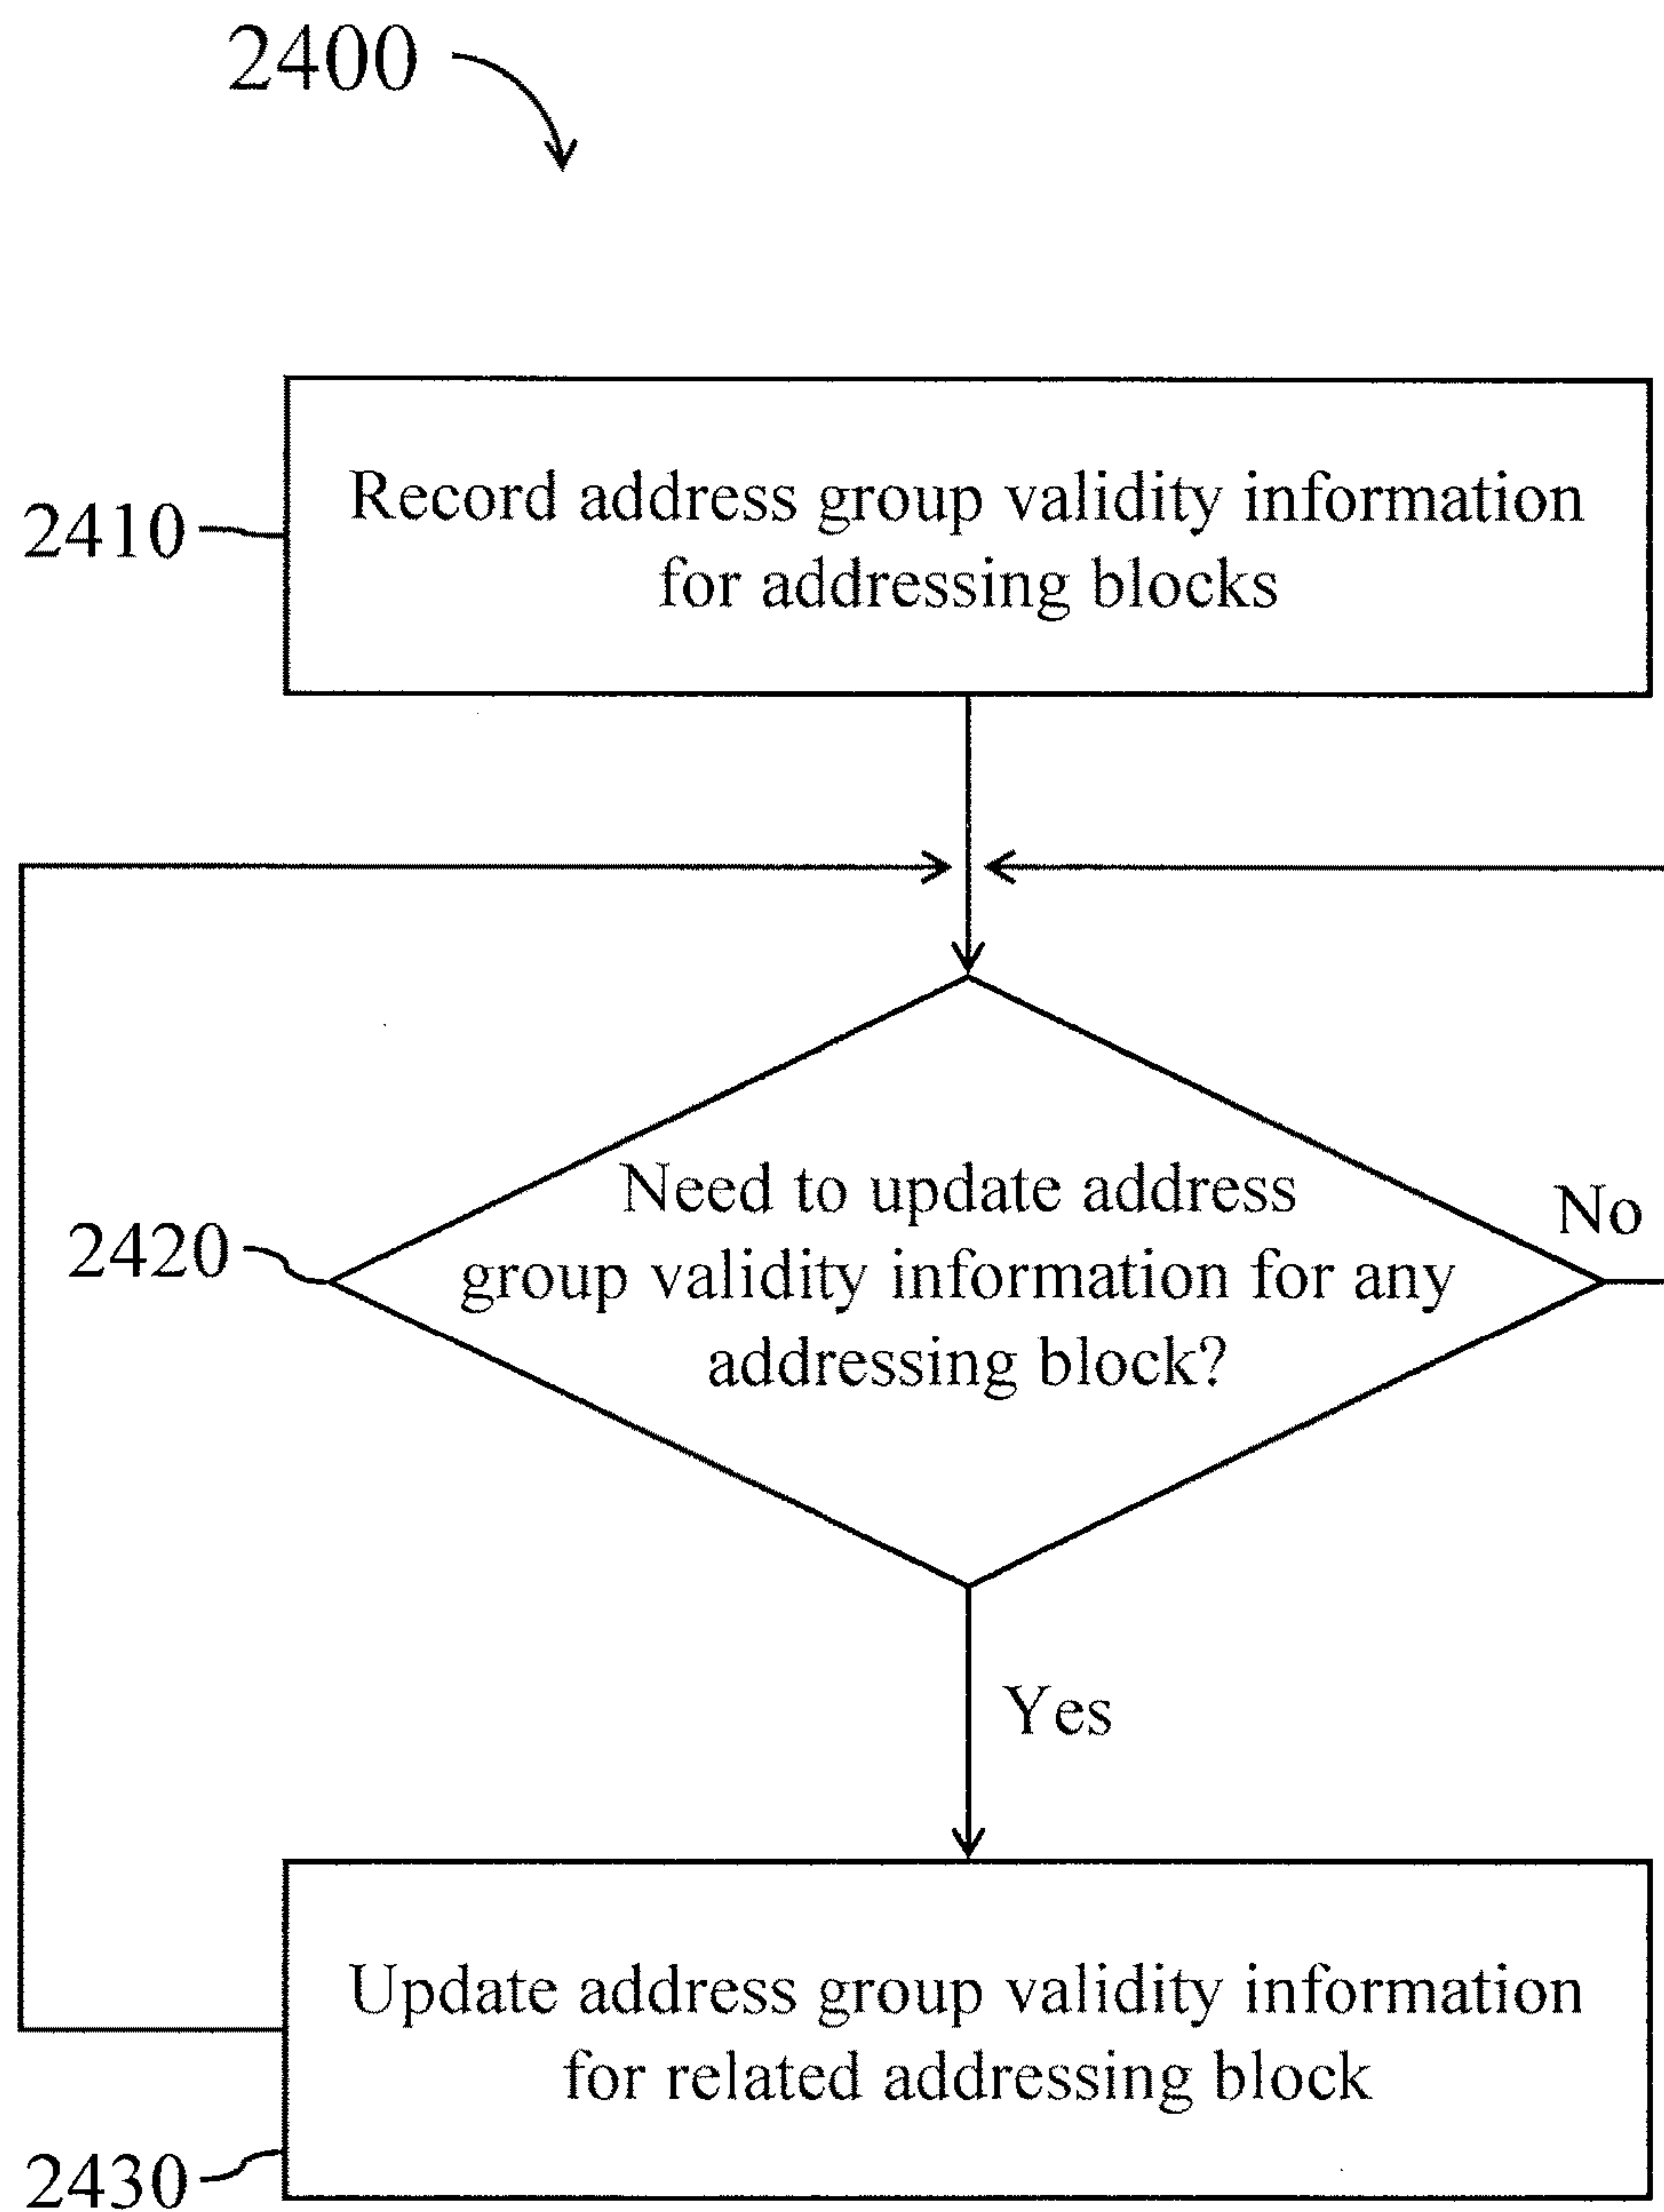 2400
2410
Record address group validity information
for addressing blocks
2420
Need to update address
group validity information for any
addressing block?
No
Yes
Update address group validity information
for related addressing block
2430